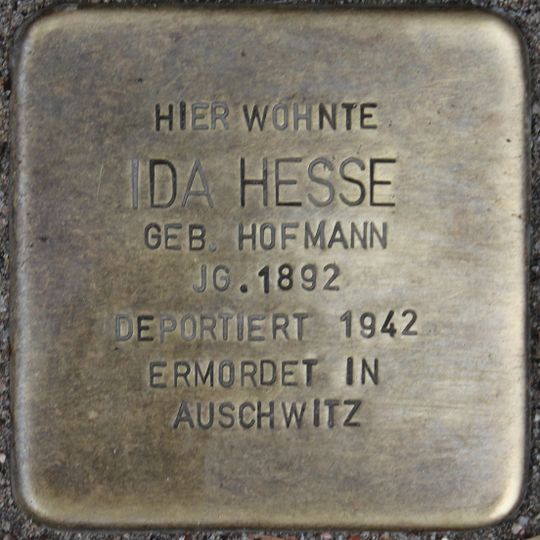 HIER WOHNTE
IDA HESSE
GEB. HOFMANN
JG. 1892
DEPORTIERT 1942
ERMORDET IN
AUSCHWITZ